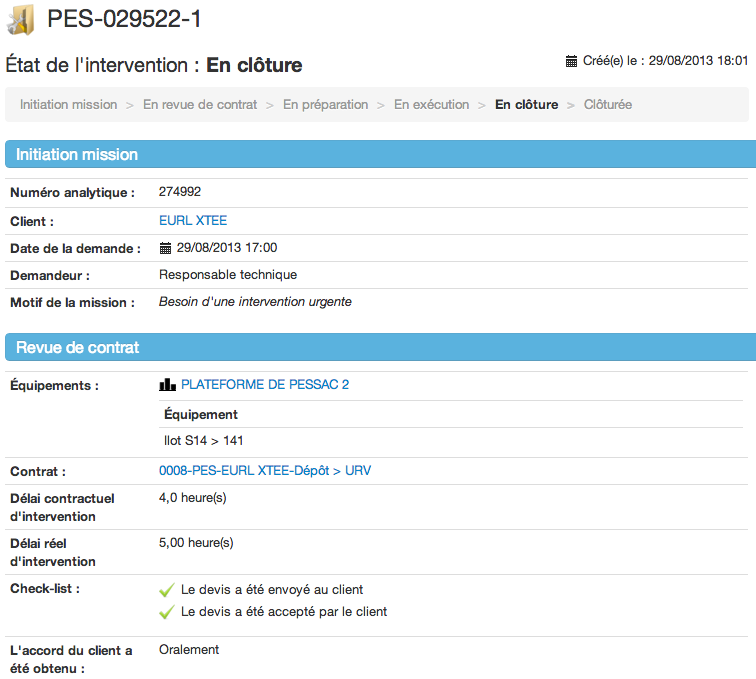 PES-029522-1
État de l'intervention : En clôture
Créé(e) le : 29/08/2013 18:01
Initiation mission > En revue de contrat > En préparation > En exécution > En clôture > Clôturée
Initiation mission
Numéro analytique : 274992
Client : EURL XTEE
Date de la demande : 29/08/2013 17:00
Demandeur : Responsable technique
Motif de la mission : Besoin d'une intervention urgente
Revue de contrat
Équipements : PLATEFORME DE PESSAC 2
Équipement
Ilot S14 > 141
Contrat : 0008-PES-EURL XTEE-Dépôt > URV
Délai contractuel 4,0 heure(s)
d'intervention
Délai réel 5,00 heure(s)
d'intervention
Check-list : Le devis a été envoyé au client
Le devis a été accepté par le client
L'accord du client a Oralement
été obtenu :